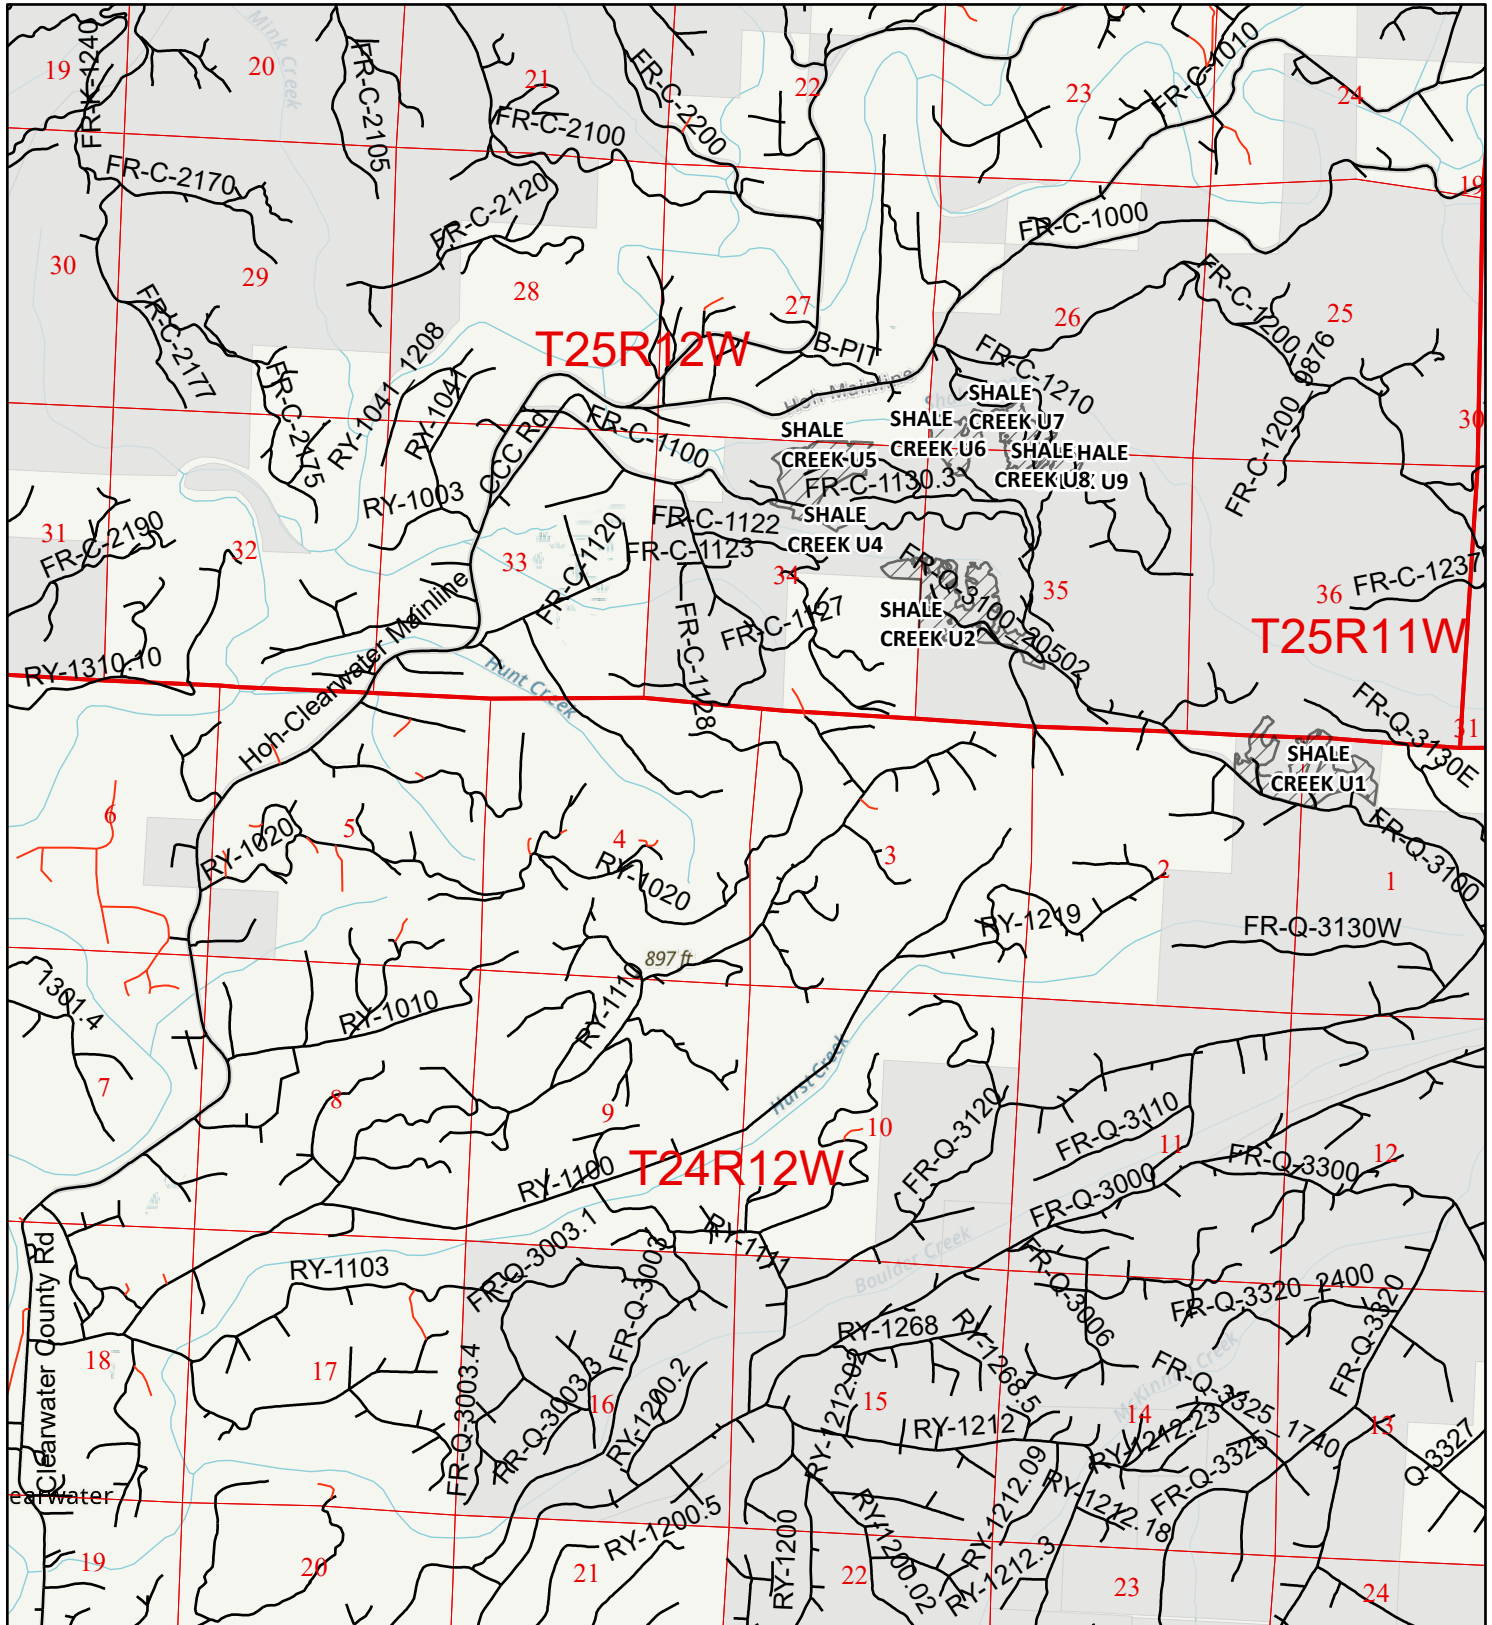 19
FR-K-1240
20
Mink Creek
FR-C-2105
21
FR-C-2100
FR-C-2200
22
23
FR-C-1010
24
FR-C-2170
FR-C-2120
FR-C-1000
19
30
29
28
27
26
25
FR-C-2177
FR-C-2175
RY-1041_1208
RY-1041
T25R12W
B-PIT
Hoh Mainline
FR-C-1210
FR-C-1200
FR-C-1200_9876
30
CCC Rd
FR-C-1100
SHALE
CREEK U5
SHALE
CREEK U6
SHALE
CREEK U7
SHALE
CREEK U8
HALE
U9
FR-C-1130.3
SHALE
CREEK U4
RY-1003
31
FR-C-2190
32
33
FR-C-1120
FR-C-1122
FR-C-1123
34
FR-C-1127
FR-C-1128
FR-Q-3100_20502
SHALE
CREEK U2
35
36
FR-C-1237
T25R11W
RY-1310.10
Hoh-Clearwater Mainline
Hunt Creek
FR-Q-3130E
31
SHALE
CREEK U1
6
RY-1020
5
4
RY-1020
3
2
1
FR-Q-3100
RY-1219
FR-Q-3130W
897 ft
1301.4
RY-1010
RY-1110
7
8
9
Hurst Creek
10
FR-Q-3120
FR-Q-3110
11
12
T24R12W
RY-1100
FR-Q-3000
FR-Q-3300
Clearwater County Rd
RY-1103
FR-Q-3003.1
FR-Q-3003
RY-1111
Boulder Creek
FR-Q-3006
FR-Q-3320_2400
FR-Q-3320
RY-1268
RY-1268.5
McKinnon Creek
18
17
FR-Q-3003.4
FR-Q-3003.3
16
RY-1200.2
RY-1212.02
15
RY-1212
14
RY-1212.23
FR-Q-3325_1740
FR-Q-3325
13
Q-3327
earwater
RY-1200.5
RY-1200
RY-1200.02
RY-1212.09
RY-1212.3
RY-1212.18
19
20
21
22
23
24